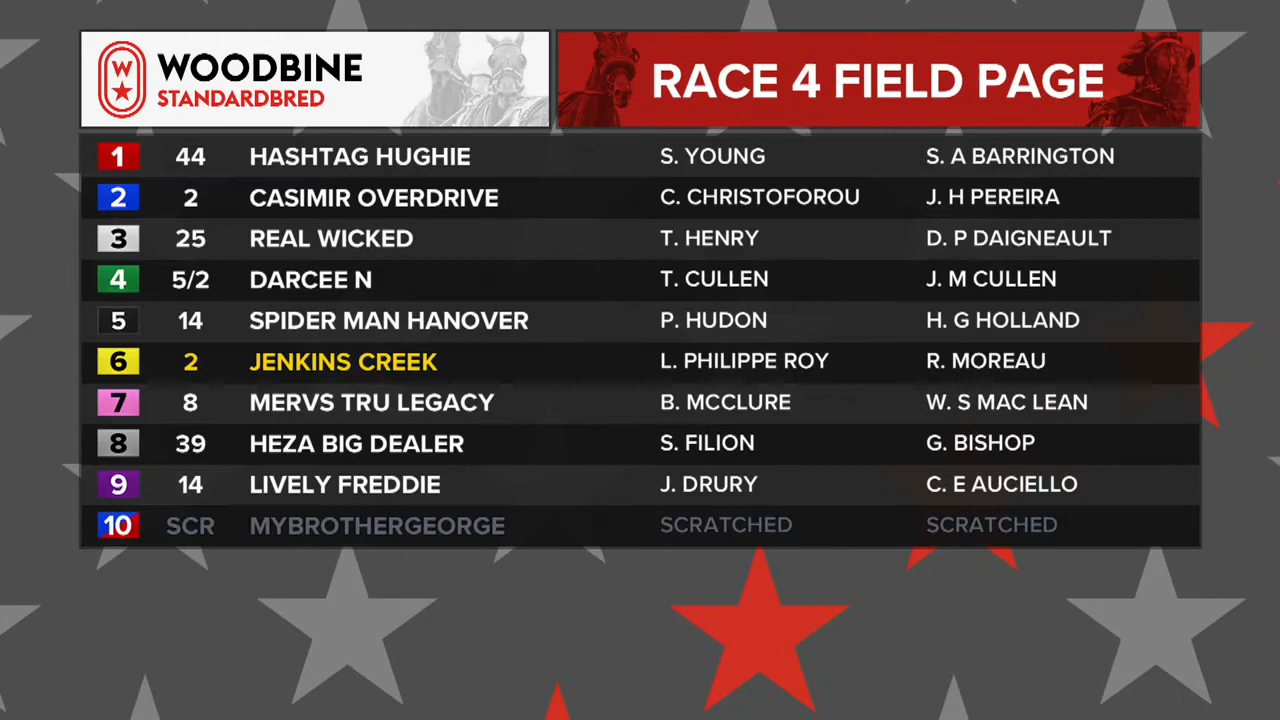 W
WOODBINE
STANDARDBRED
RACE 4 FIELD PAGE
1 44 HASHTAG HUGHIE S. YOUNG S. A BARRINGTON
2 2 CASIMIR OVERDRIVE C. CHRISTOFOROU J. H PEREIRA
3 25 REAL WICKED T. HENRY D. P DAIGNEAULT
4 5/2 DARCEE N T. CULLEN J. M CULLEN
5 14 SPIDER MAN HANOVER P. HUDON H. G HOLLAND
6 2 JENKINS CREEK L. PHILIPPE ROY R. MOREAU
7 8 MERVS TRU LEGACY B. MCCLURE W. S MAC LEAN
8 39 HEZA BIG DEALER S. FILION G. BISHOP
9 14 LIVELY FREDDIE J. DRURY C. E AUCIELLO
10 SCR MYBROTHERGEORGE SCRATCHED SCRATCHED